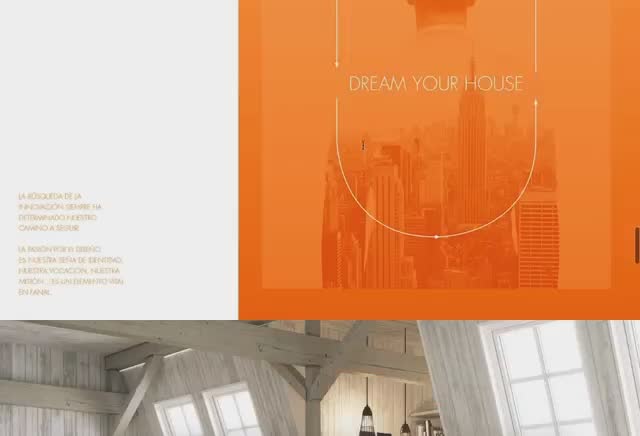 DREAM YOUR HOUSE
LA BÚSQUEDA DE LA
INNOVACIÓN SIEMPRE HA
DETERMINADO NUESTRO
CAMINO A SEGUIR.
LA PASIÓN POR EL DISEÑO
ES NUESTRA SEÑA DE IDENTIDAD,
NUESTRA VOCACIÓN, NUESTRA
MISIÓN... ES UN ELEMENTO VITAL
EN FANAL.